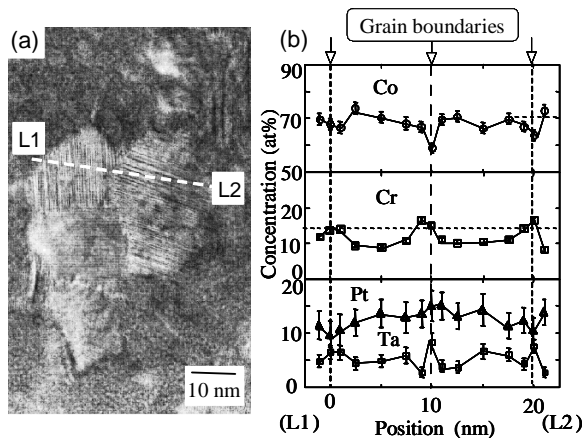 (a)
L1
L2
10 nm
(b)
Grain boundaries
Concentration (at%)
90
70
50
Co
20
10
0
Cr
20
10
0
Pt
Ta
0
10
20
(L1)
Position (nm)
(L2)